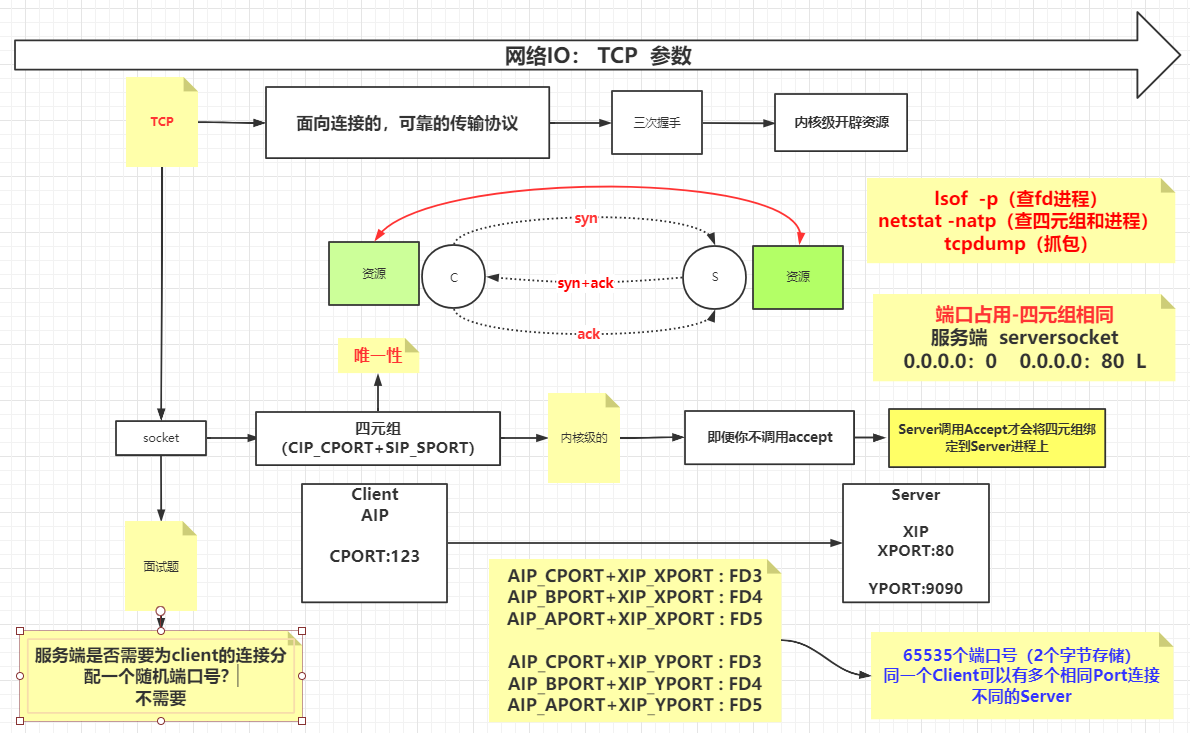 网络IO： TCP 参数
TCP
面向连接的，可靠的传输协议
三次握手
内核级开辟资源
lsof -p（查fd进程）
netstat -natp（查四元组和进程）
tcpdump（抓包）
syn
资源
C
syn+ack
S
资源
ack
端口占用-四元组相同
服务端 serversocket
0.0.0.0：0 0.0.0.0：80 L
唯一性
socket
四元组
（CIP_CPORT+SIP_SPORT）
内核级的
即便你不调用accept
Server调用Accept才会将四元组绑
定到Server进程上
Client
AIP
CPORT:123
Server
XIP
XPORT:80
YPORT:9090
面试题
服务端是否需要为client的连接分
配一个随机端口号？
不需要
AIP_CPORT+XIP_XPORT : FD3
AIP_BPORT+XIP_XPORT : FD4
AIP_APORT+XIP_XPORT : FD5
AIP_CPORT+XIP_YPORT : FD3
AIP_BPORT+XIP_YPORT : FD4
AIP_APORT+XIP_YPORT : FD5
65535个端口号（2个字节存储）
同一个Client可以有多个相同Port连接
不同的Server